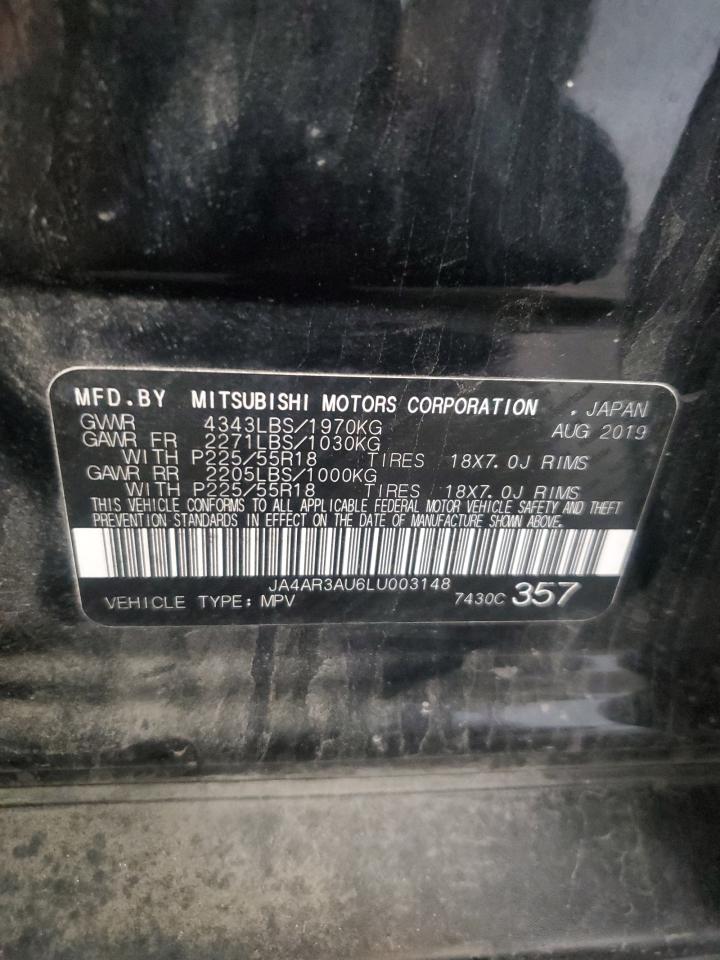 MFD.BY MITSUBISHI MOTORS CORPORATION , JAPAN
GVWR 4343LBS/1970KG AUG 2019
GAWR FR 2271LBS/1030KG
WITH P225/55R18 TIRES 18X7.0J RIMS
GAWR RR 2205LBS/1000KG
WITH P225/55R18 TIRES 18X7.0J RIMS
THIS VEHICLE CONFORMS TO ALL APPLICABLE FEDERAL MOTOR VEHICLE SAFETY AND THEFT
PREVENTION STANDARDS IN EFFECT ON THE DATE OF MANUFACTURE SHOWN ABOVE.
JA4AR3AU6LU003148
VEHICLE TYPE: MPV 7430C 357